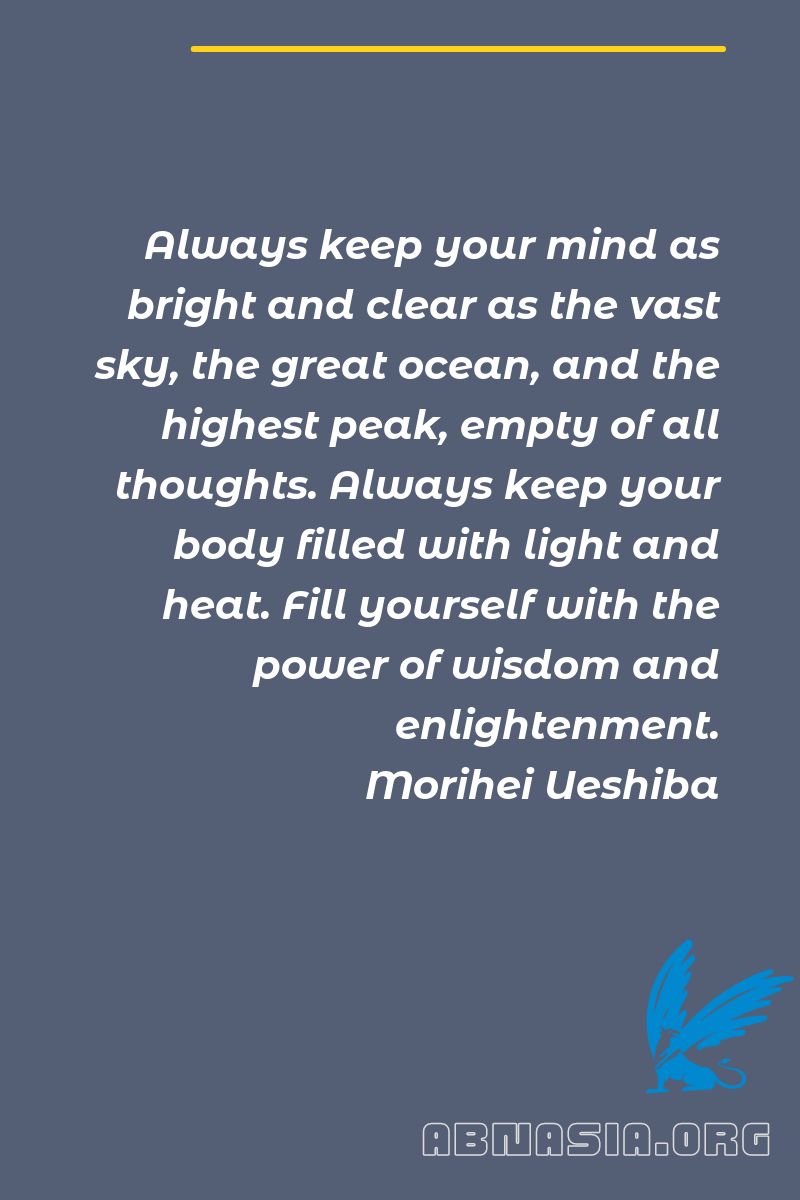 Always keep your mind as
bright and clear as the vast
sky, the great ocean, and the
highest peak, empty of all
thoughts. Always keep your
body filled with light and
heat. Fill yourself with the
power of wisdom and
enlightenment.
Morihei Ueshiba
ABNASIA.ORG